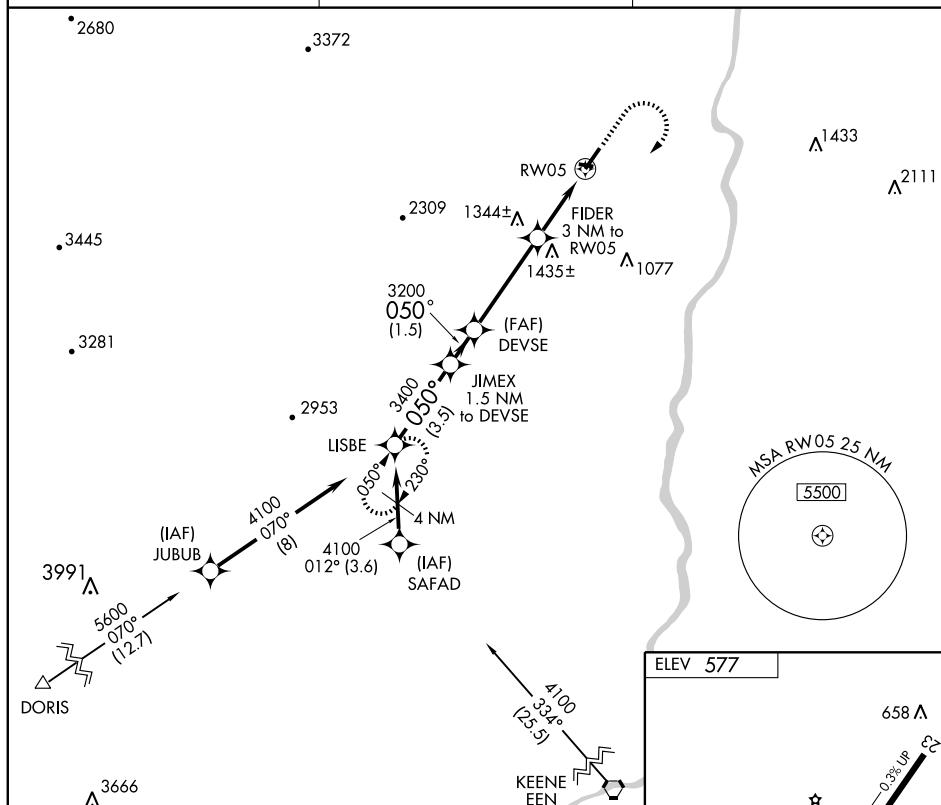 2680
3372
1433
2111
RW05
1344±
FIDER
3 NM to
RW05
2309
3445
1435±
1077
3200
050°
(1.5)
(FAF)
DEVSE
3281
JIMEX
1.5 NM
to DEVSE
3400
050°
(3.5)
2953
LISBE
050°
230°
4 NM
MSA RW05 25 NM
5500
4100
070°
(8)
(IAF)
JUBUB
4100
012° (3.6)
(IAF)
SAFAD
3991
5600
070°
(12.7)
DORIS
4100
334°
(25.5)
KEENE
EEN
3666
ELEV 577
658
23
0.3% UP